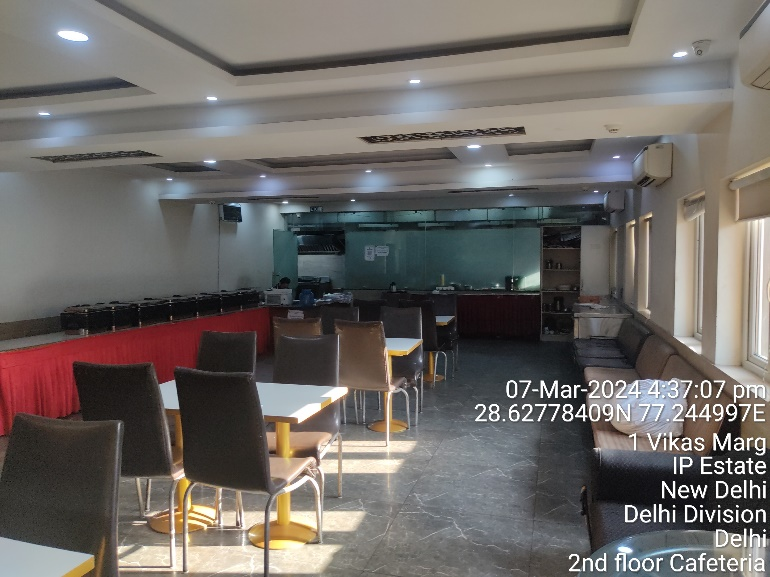 07-Mar-2024 4:37:07 pm
28.62778409N 77.244997E
1 Vikas Marg
IP Estate
New Delhi
Delhi Division
Delhi
2nd floor Cafeteria